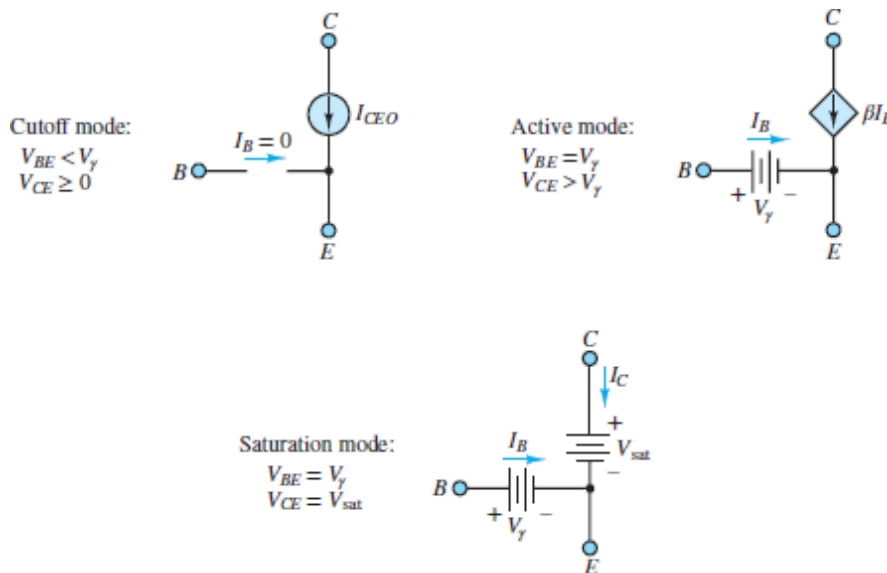 C
I_CEO
Cutoff mode:
V_BE < V_γ
V_CE ≥ 0
I_B = 0
B
E
C
Active mode:
V_BE = V_γ
V_CE > V_γ
I_B
B
+ V_γ −
E
C
I_C
+
V_sat
−
Saturation mode:
V_BE = V_γ
V_CE = V_sat
I_B
B
+ V_γ −
E